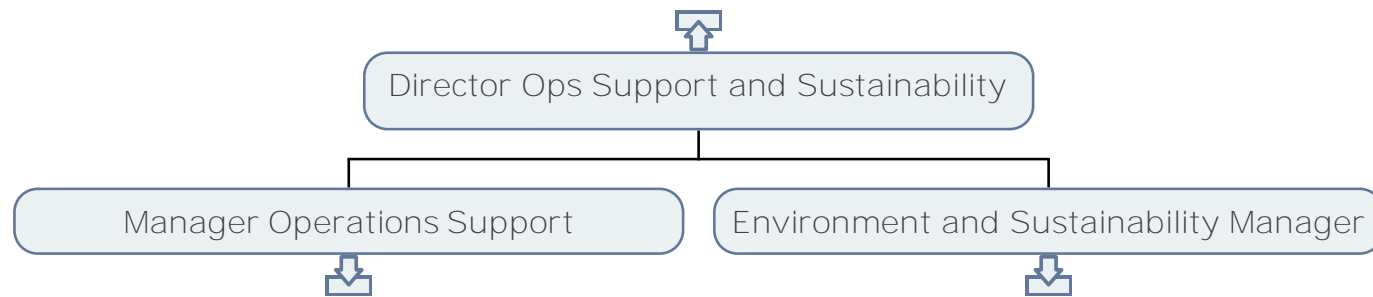 Director Ops Support and Sustainability
Manager Operations Support
Environment and Sustainability Manager